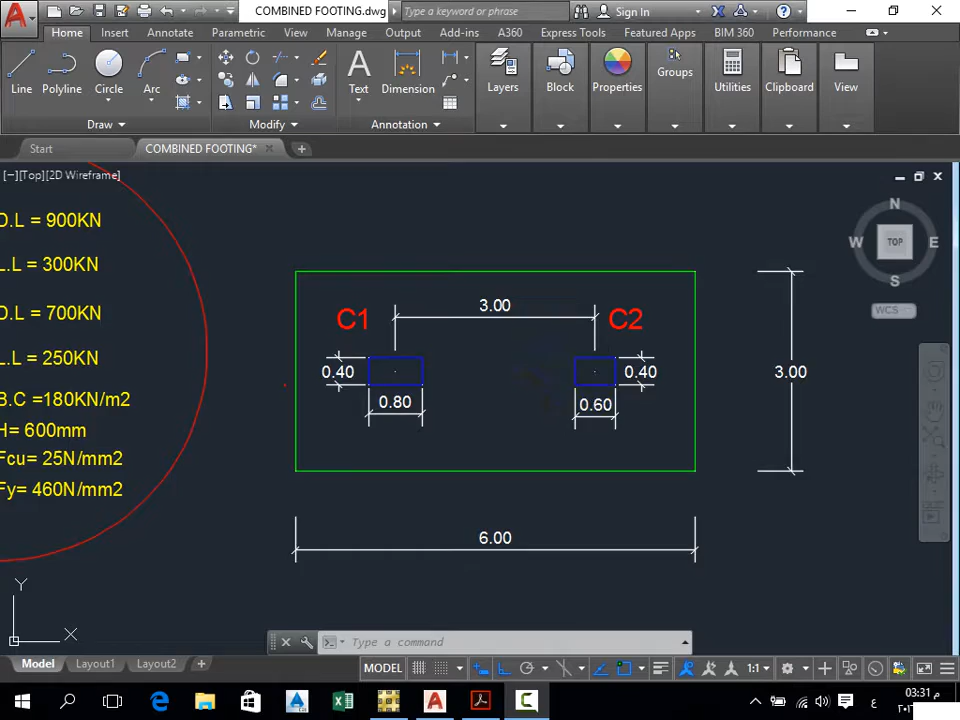 COMBINED FOOTING.dwg
Type a keyword or phrase
Sign In
Home Insert Annotate Parametric View Manage Output Add-ins A360 Express Tools Featured Apps BIM 360 Performance
Line Polyline Circle Arc Text Dimension Layers Block Properties Groups Utilities Clipboard View
Draw Modify Annotation
Start COMBINED FOOTING*
[−][Top][2D Wireframe]
N
W TOP E
S
WCS
D.L = 900KN
L.L = 300KN
D.L = 700KN
L.L = 250KN
B.C =180KN/m2
H= 600mm
Fcu= 25N/mm2
Fy= 460N/mm2
3.00
C1 C2
0.40 0.40 3.00
0.80 0.60
6.00
Y
X
Type a command
Model Layout1 Layout2
MODEL 1:1
ع
03:31 م